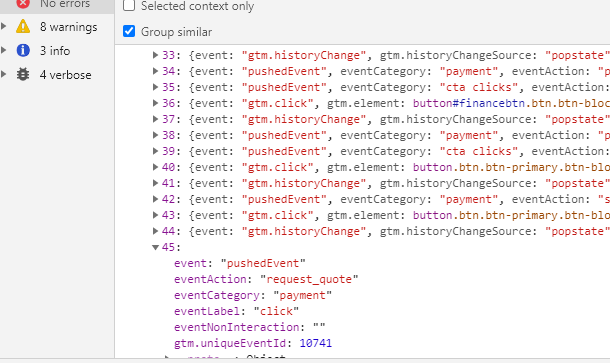 No errors
Selected context only
8 warnings
Group similar
3 info
4 verbose
33: {event: "gtm.historyChange", gtm.historyChangeSource: "popstate"
34: {event: "pushedEvent", eventCategory: "payment", eventAction: "p
35: {event: "pushedEvent", eventCategory: "cta clicks", eventAction:
36: {event: "gtm.click", gtm.element: button#financebtn.btn.btn-bloc
37: {event: "gtm.historyChange", gtm.historyChangeSource: "popstate"
38: {event: "pushedEvent", eventCategory: "payment", eventAction: "p
39: {event: "pushedEvent", eventCategory: "cta clicks", eventAction:
40: {event: "gtm.click", gtm.element: button.btn.btn-primary.btn-blo
41: {event: "gtm.historyChange", gtm.historyChangeSource: "popstate"
42: {event: "pushedEvent", eventCategory: "payment", eventAction: "s
43: {event: "gtm.click", gtm.element: button.btn.btn-primary.btn-blo
44: {event: "gtm.historyChange", gtm.historyChangeSource: "popstate"
45:
event: "pushedEvent"
eventAction: "request_quote"
eventCategory: "payment"
eventLabel: "click"
eventNonInteraction: ""
gtm.uniqueEventId: 10741